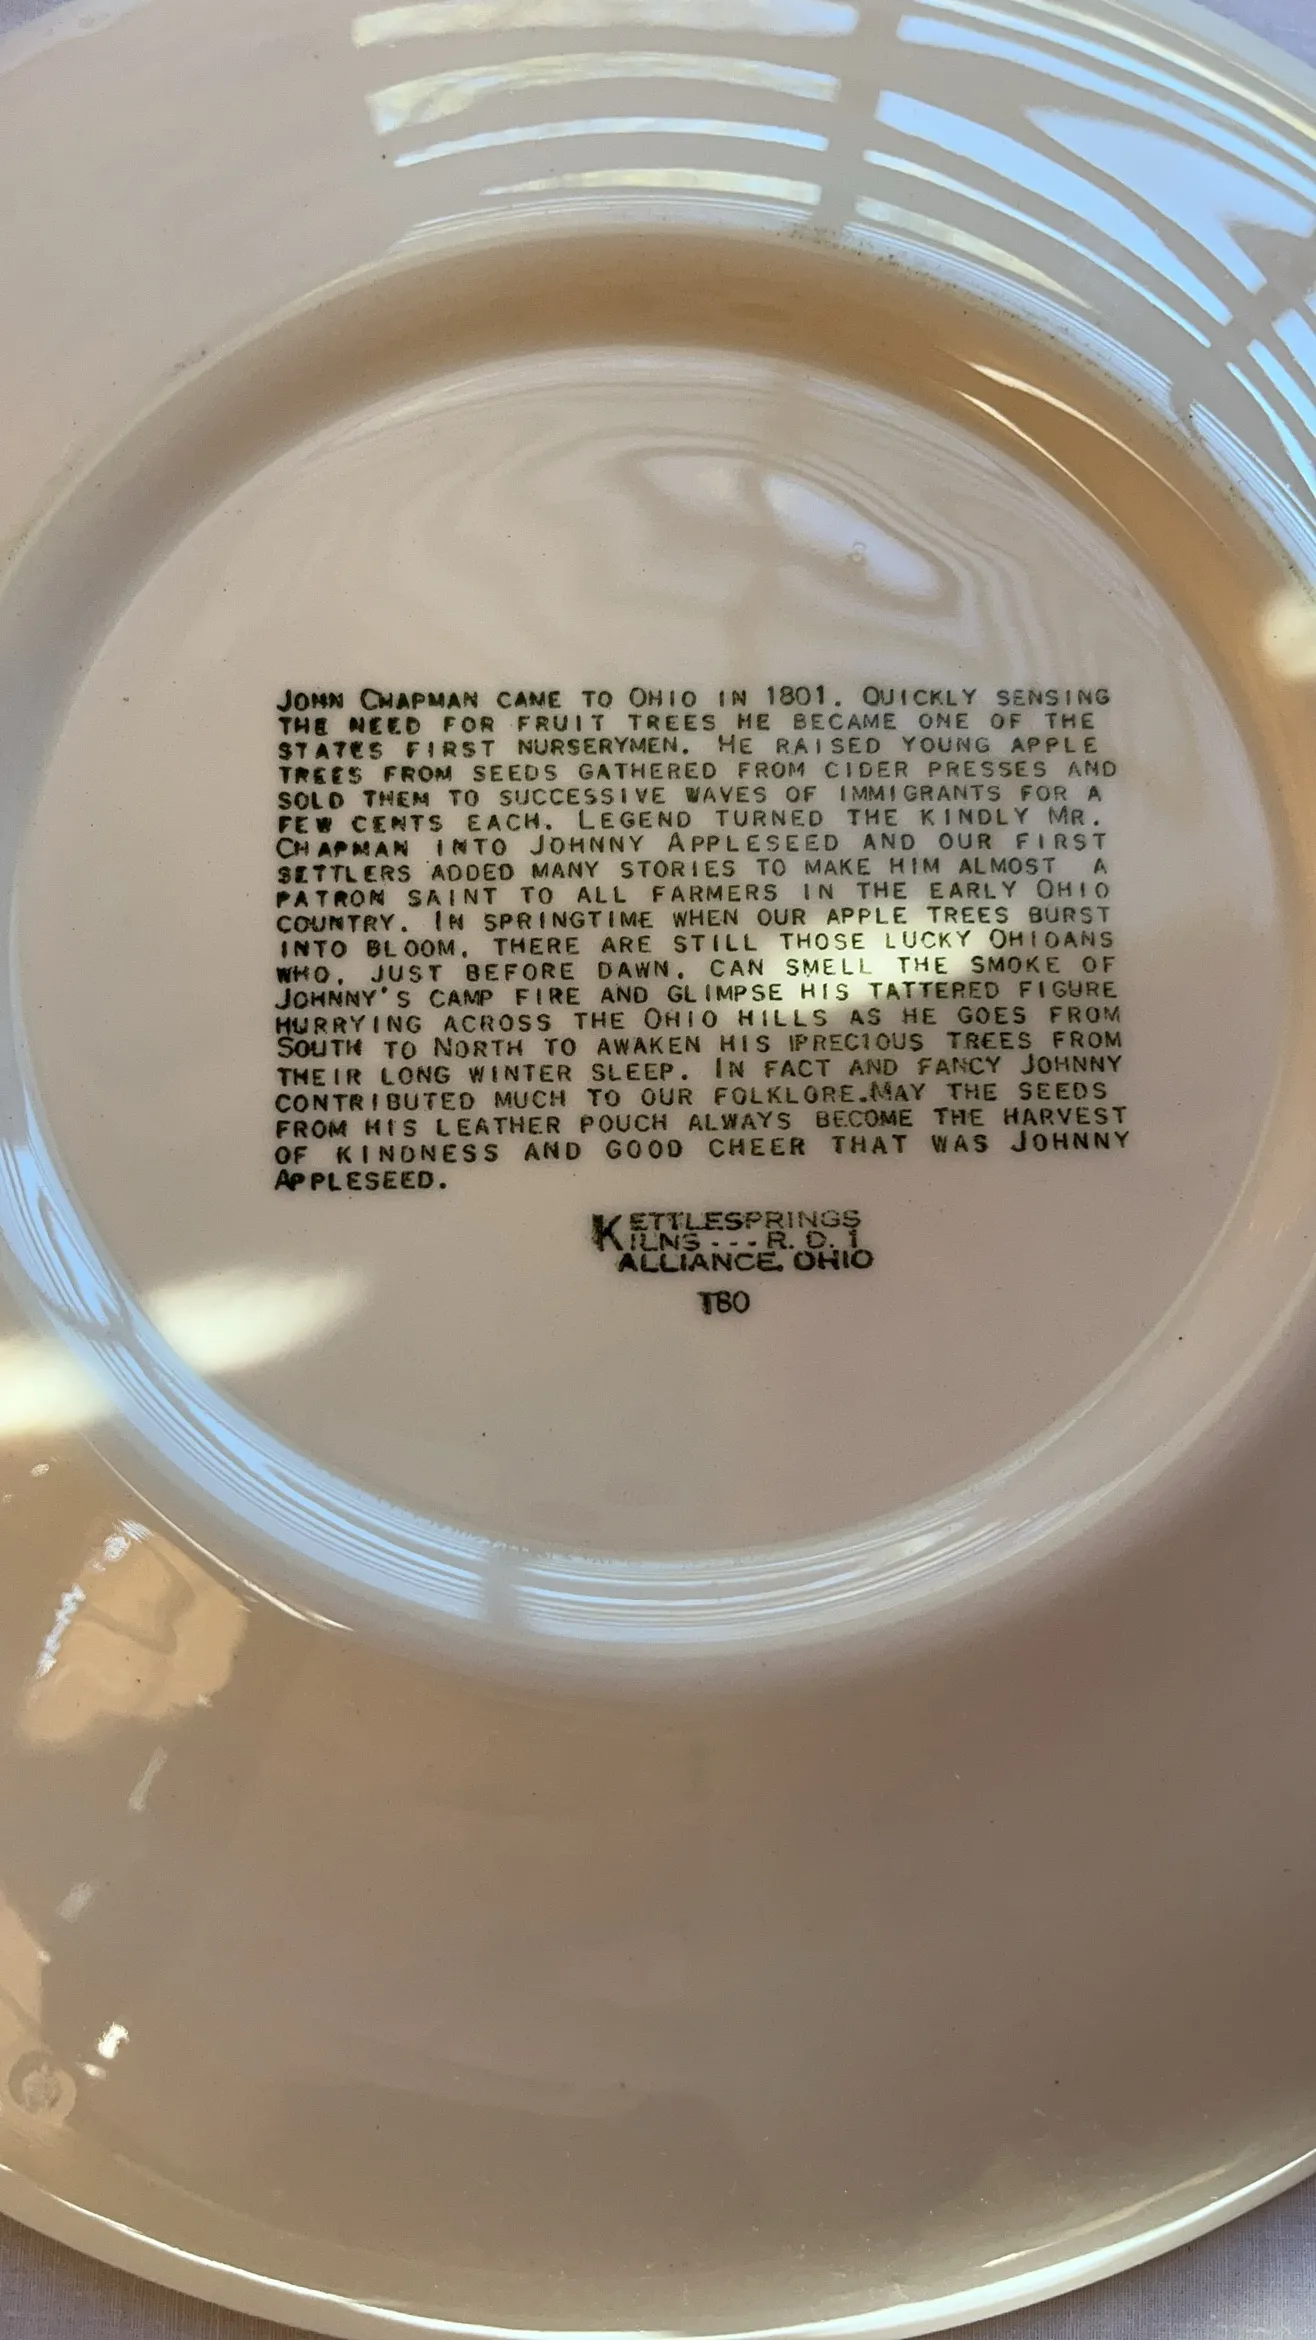 JOHN CHAPMAN CAME TO OHIO IN 1801. QUICKLY SENSING
THE NEED FOR FRUIT TREES HE BECAME ONE OF THE
STATES FIRST NURSERYMEN. HE RAISED YOUNG APPLE
TREES FROM SEEDS GATHERED FROM CIDER PRESSES AND
SOLD THEM TO SUCCESSIVE WAVES OF IMMIGRANTS FOR A
FEW CENTS EACH. LEGEND TURNED THE KINDLY MR.
CHAPMAN INTO JOHNNY APPLESEED AND OUR FIRST
SETTLERS ADDED MANY STORIES TO MAKE HIM ALMOST A
PATRON SAINT TO ALL FARMERS IN THE EARLY OHIO
COUNTRY. IN SPRINGTIME WHEN OUR APPLE TREES BURST
INTO BLOOM, THERE ARE STILL THOSE LUCKY OHIOANS
WHO, JUST BEFORE DAWN, CAN SMELL THE SMOKE OF
JOHNNY'S CAMP FIRE AND GLIMPSE HIS TATTERED FIGURE
HURRYING ACROSS THE OHIO HILLS AS HE GOES FROM
SOUTH TO NORTH TO AWAKEN HIS PRECIOUS TREES FROM
THEIR LONG WINTER SLEEP. IN FACT AND FANCY JOHNNY
CONTRIBUTED MUCH TO OUR FOLKLORE.MAY THE SEEDS
FROM HIS LEATHER POUCH ALWAYS BECOME THE HARVEST
OF KINDNESS AND GOOD CHEER THAT WAS JOHNNY
APPLESEED.
KETTLESPRINGS
KILNS---R. D. 1
ALLIANCE, OHIO